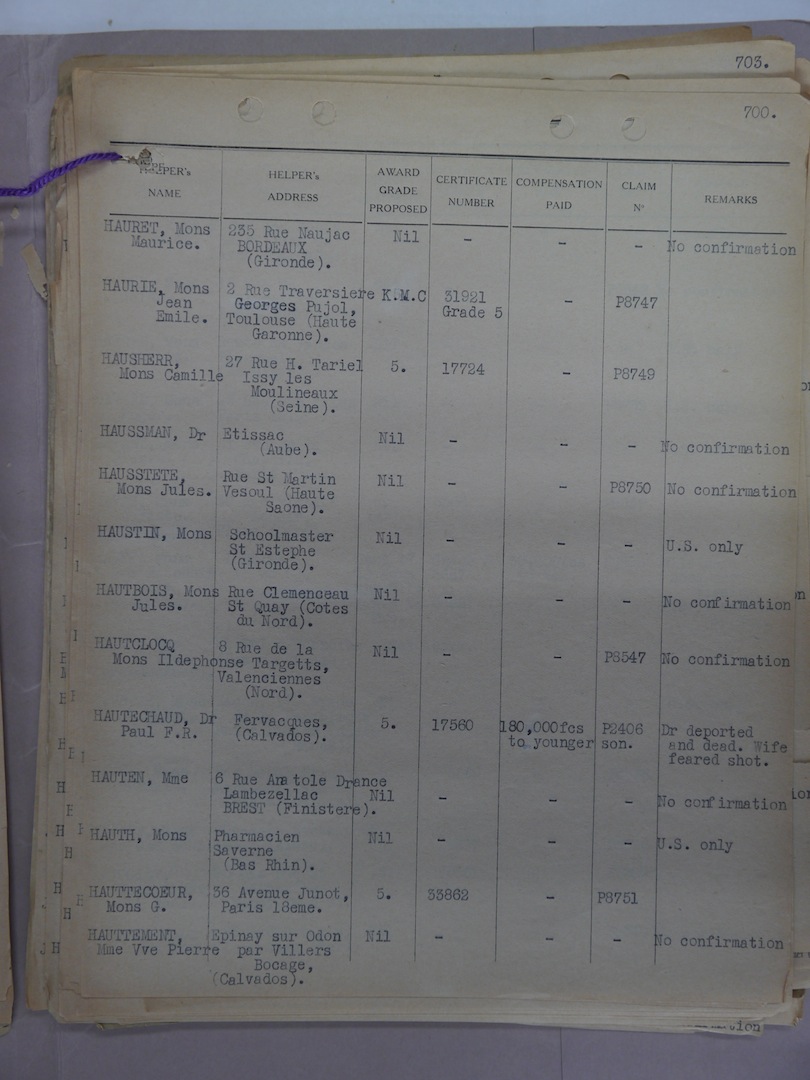 703.
700.
HELPER's NAME	HELPER's ADDRESS	AWARD GRADE PROPOSED	CERTIFICATE NUMBER	COMPENSATION PAID	CLAIM No	REMARKS
HAURET, Mons	235 Rue Naujac	Nil	-	-	-	No confirmation
Maurice.	BORDEAUX
(Gironde).
HAURIE, Mons	2 Rue Traversiere	K.M.C	31921	-	P8747
Jean	Georges Pujol,	Grade 5
Emile.	Toulouse (Haute
Garonne).
HAUSHERR,	27 Rue H. Tariel	5.	17724	-	P8749
Mons Camille	Issy les
Moulineaux
(Seine).
HAUSSMAN, Dr	Etissac	Nil	-	-	-	No confirmation
(Aube).
HAUSSTETE,	Rue St Martin	Nil	-	-	P8750	No confirmation
Mons Jules.	Vesoul (Haute
Saone).
HAUSTIN, Mons	Schoolmaster	Nil	-	-	-	U.S. only
St Estephe
(Gironde).
HAUTBOIS, Mons	Rue Clemenceau	Nil	-	-	-	No confirmation
Jules.	St Quay (Cotes
du Nord).
HAUTCLOCQ	8 Rue de la	Nil	-	-	P8547	No confirmation
Mons Ildephonse	Targetts,
Valenciennes
(Nord).
HAUTECHAUD, Dr	Fervacques,	5.	17560	180,000fcs	P2406	Dr deported
Paul F.R.	(Calvados).	to younger son.	and dead. Wife
feared shot.
HAUTEN, Mme	6 Rue Anatole Drance
Lambezellac	Nil	-	-	-	No confirmation
BREST (Finistere).
HAUTH, Mons	Pharmacien	Nil	-	-	-	U.S. only
Saverne
(Bas Rhin).
HAUTTECOEUR,	36 Avenue Junot,	5.	33862	-	P8751
Mons G.	Paris 18eme.
HAUTTEMENT,	Epinay sur Odon	Nil	-	-	-	No confirmation
Mme Vve Pierre	par Villers
Bocage,
(Calvados).